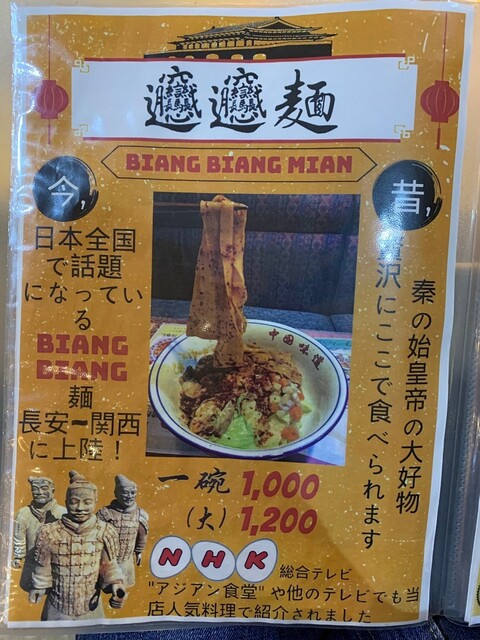 𰻞𰻞麺
BIANG BIANG MIAN
昔,
秦の始皇帝の大好物
贅沢にここで食べられます
今,
日本全国
で話題
になってい
る
BIANG
BIANG
麺
長安ー関西
に上陸！
中国味道
一碗 1,000
(大) 1,200
NHK 総合テレビ
"アジアン食堂" や他のテレビでも当
店人気料理で紹介されました